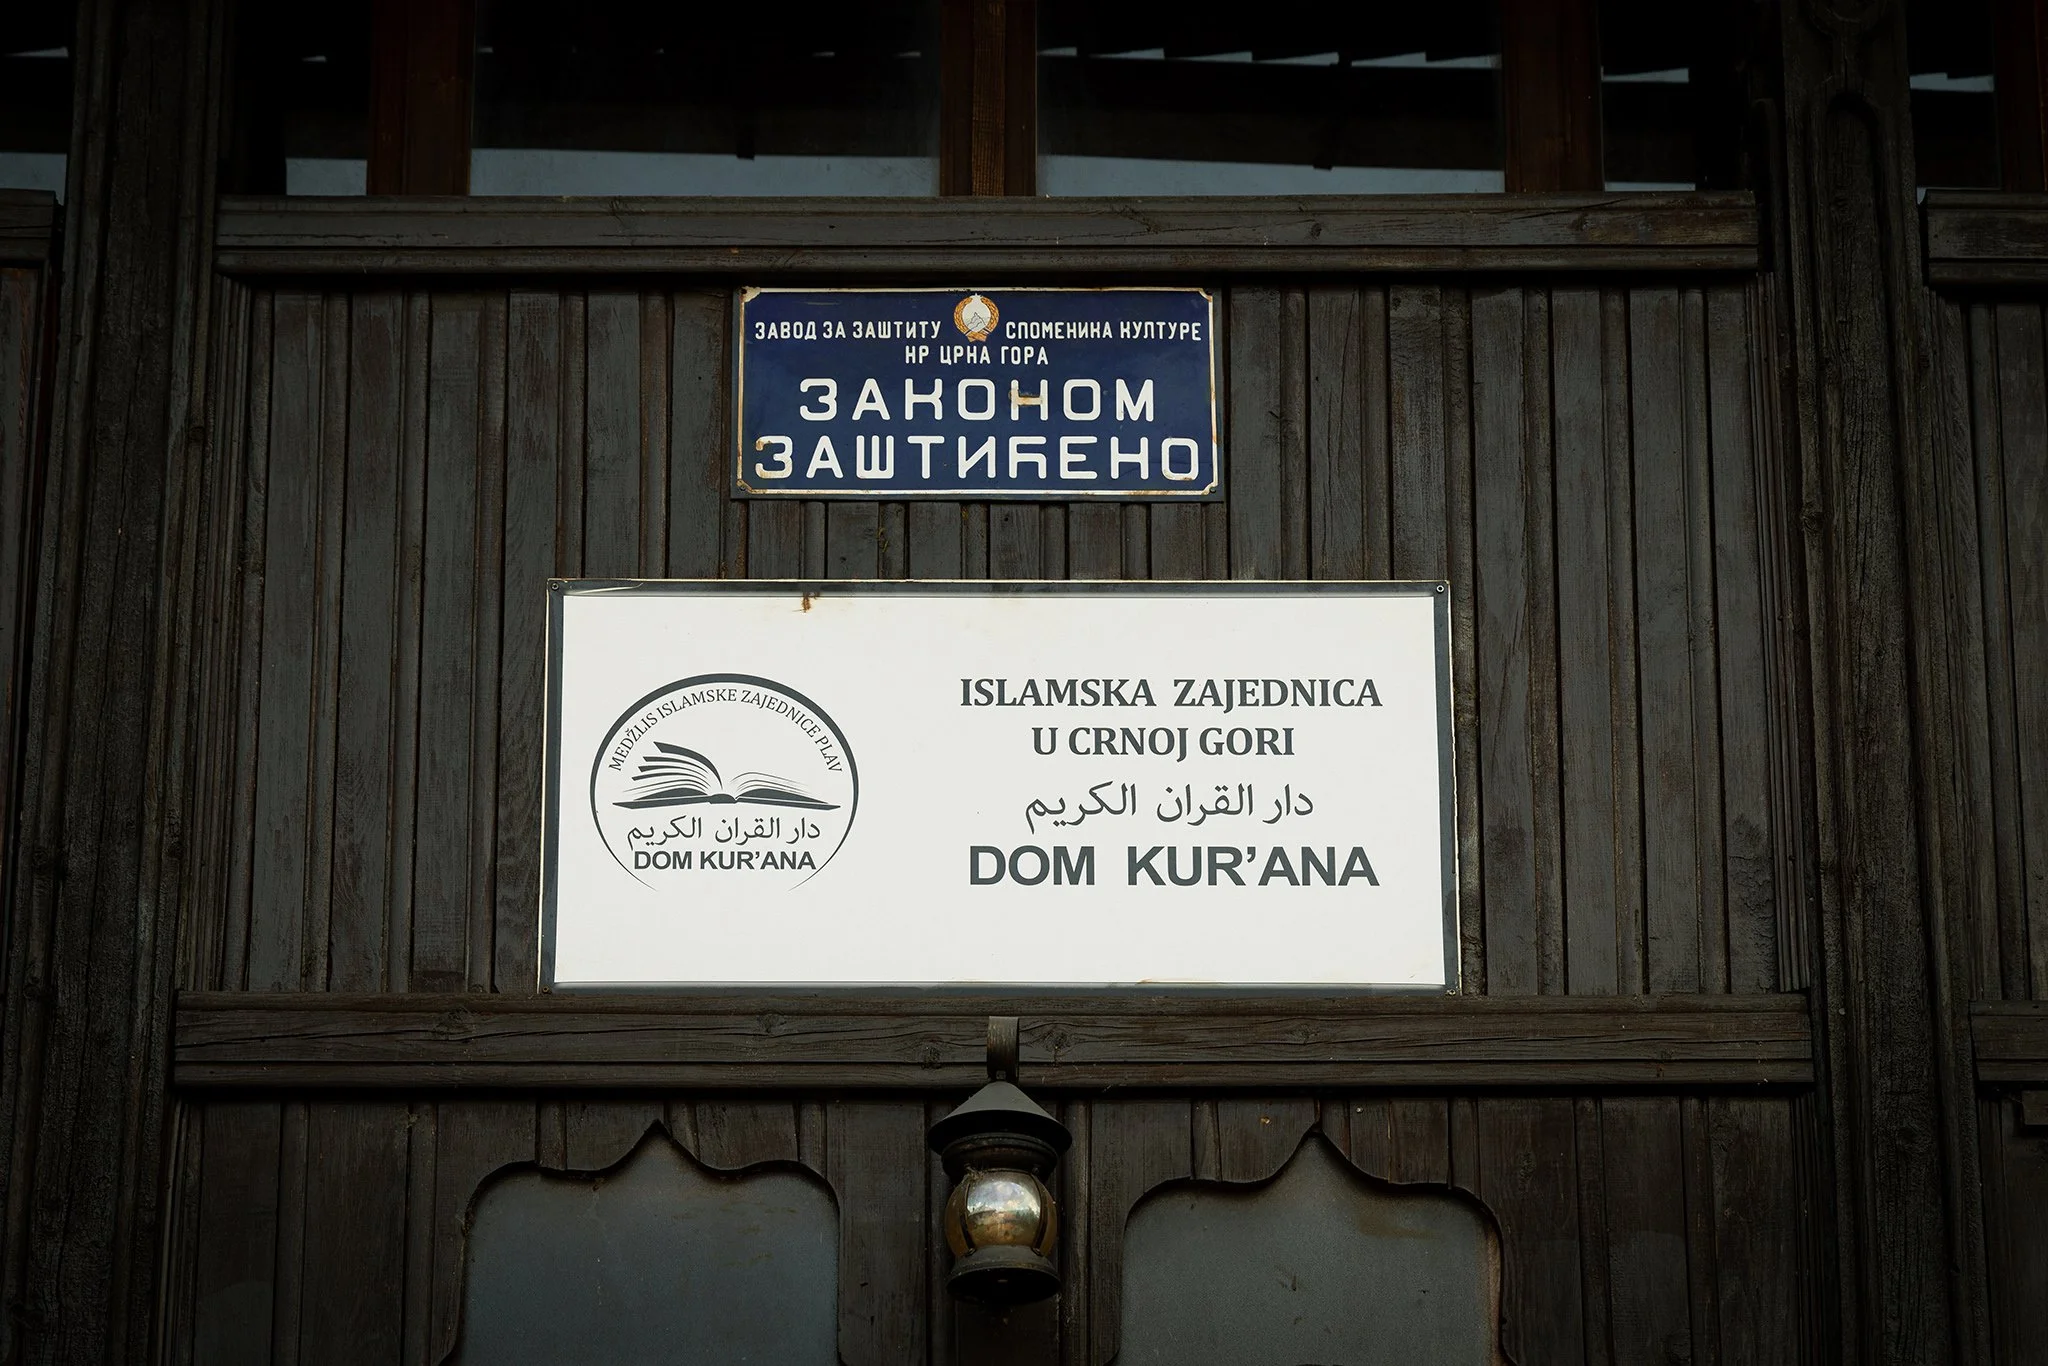 ЗАВОД ЗА ЗАШТИТУ СПОМЕНИКА КУЛТУРЕ
НР ЦРНА ГОРА
ЗАКОНОМ
ЗАШТИЋЕНО
MEDŽLIS ISLAMSKE ZAJEDNICE PLAV
دار القران الكريم
DOM KUR’ANA
ISLAMSKA ZAJEDNICA
U CRNOJ GORI
دار القران الكريم
DOM KUR’ANA